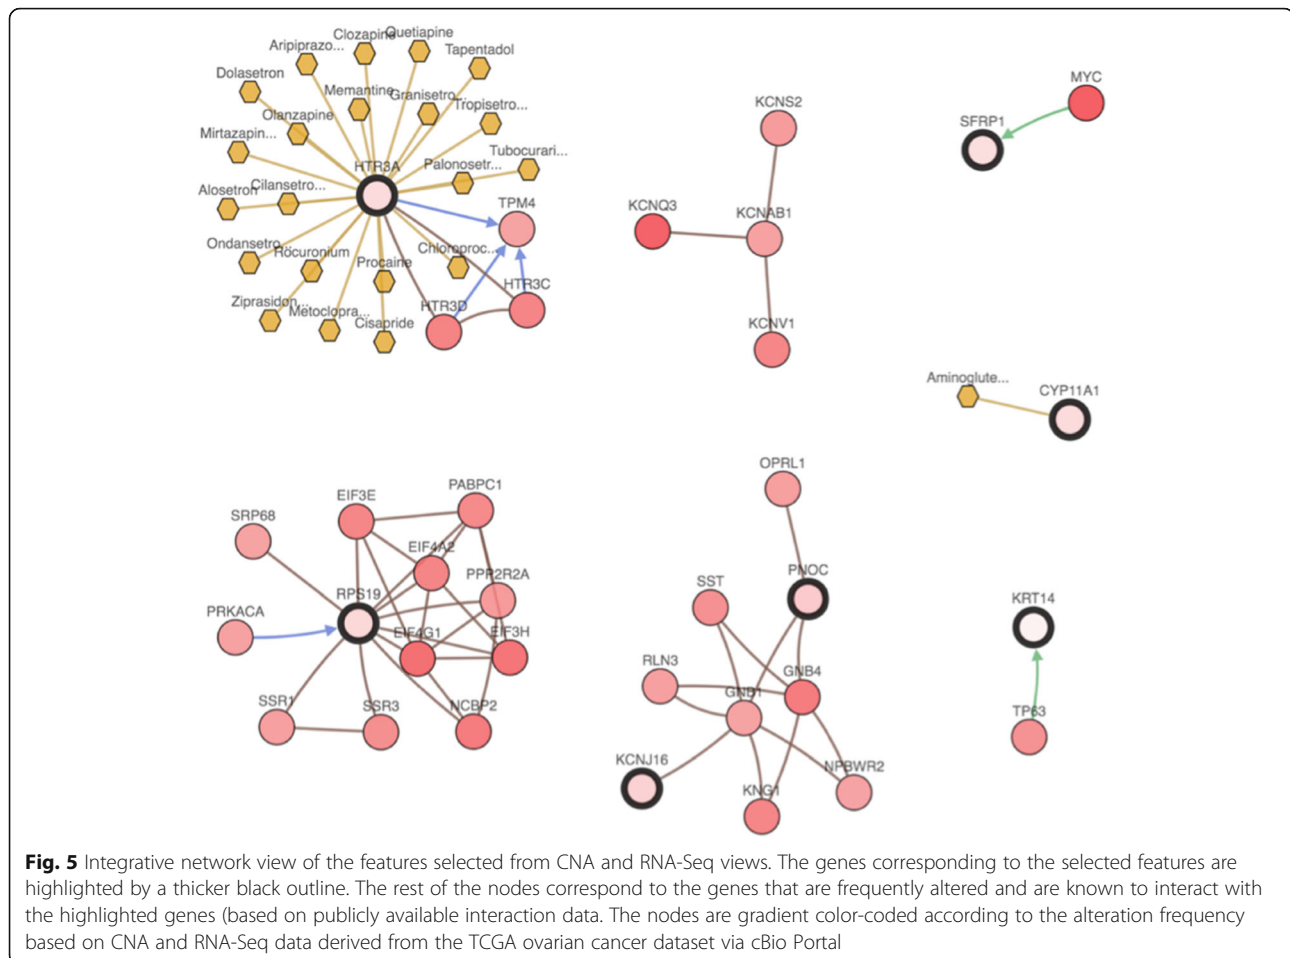 Clozapine
Quetiapine
Aripiprazo...
Tapentadol
Dolasetron
Memantine
Granisetro...
Tropisetro...
Olanzapine
Mirtazapin...
HTR3A
Palonosetr...
Tubocurari...
Alosetron
Cilansetro...
TPM4
Ondansetro...
Rocuronium
Procaine
Chloroproc...
HTR3C
Ziprasidon...
Metoclopra...
Cisapride
HTR3D
KCNS2
KCNQ3
KCNAB1
KCNV1
MYC
SFRP1
Aminoglute...
CYP11A1
SRP68
EIF3E
PABPC1
EIF4A2
PPP2R2A
PRKACA
RPS19
EIF4G1
EIF3H
SSR1
SSR3
NCBP2
OPRL1
SST
PNOC
RLN3
GNB1
GNB4
KCNJ16
KNG1
NPBWR2
KRT14
TP63
Fig. 5 Integrative network view of the features selected from CNA and RNA-Seq views. The genes corresponding to the selected features are
highlighted by a thicker black outline. The rest of the nodes correspond to the genes that are frequently altered and are known to interact with
the highlighted genes (based on publicly available interaction data. The nodes are gradient color-coded according to the alteration frequency
based on CNA and RNA-Seq data derived from the TCGA ovarian cancer dataset via cBio Portal